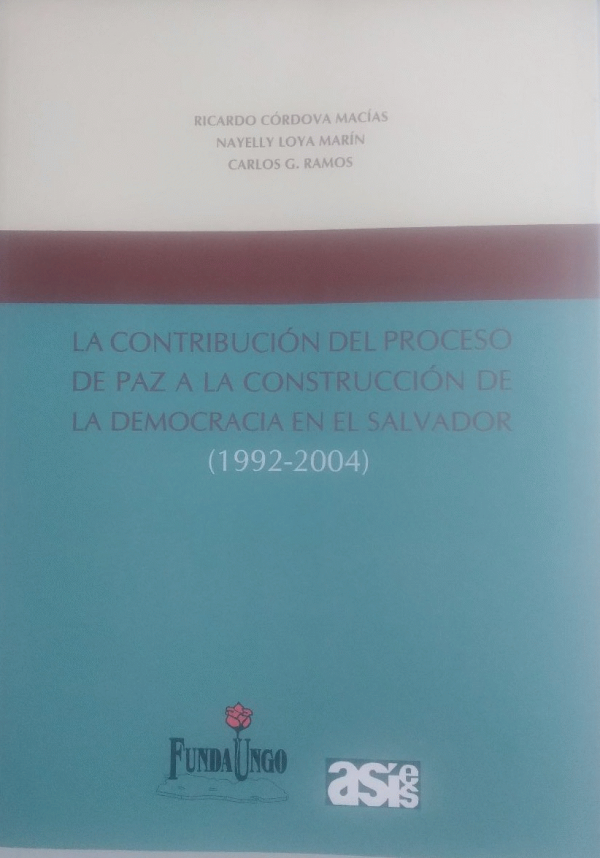 RICARDO CÓRDOVA MACÍAS
NAYELLY LOYA MARÍN
CARLOS G. RAMOS
LA CONTRIBUCIÓN DEL PROCESO
DE PAZ A LA CONSTRUCCIÓN DE
LA DEMOCRACIA EN EL SALVADOR
(1992-2004)
FUNDAUNGO
asíes